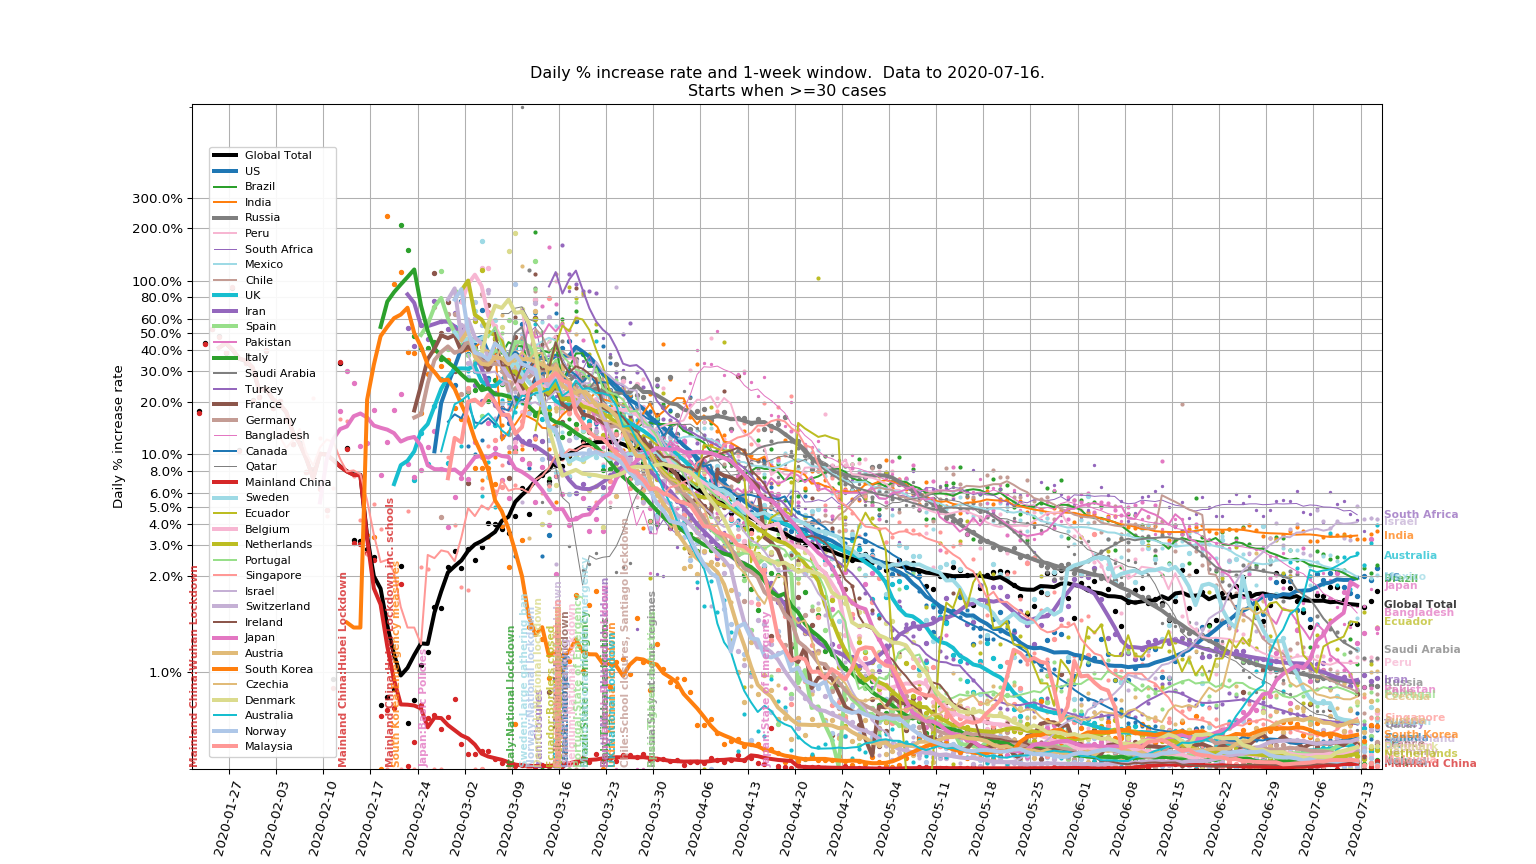 Daily % increase rate and 1-week window.  Data to 2020-07-16.
Starts when >=30 cases
Daily % increase rate
300.0%
200.0%
100.0%
80.0%
60.0%
50.0%
40.0%
30.0%
20.0%
10.0%
8.0%
6.0%
5.0%
4.0%
3.0%
2.0%
1.0%
Global Total
US
Brazil
India
Russia
Peru
South Africa
Mexico
Chile
UK
Iran
Spain
Pakistan
Italy
Saudi Arabia
Turkey
France
Germany
Bangladesh
Canada
Qatar
Mainland China
Sweden
Ecuador
Belgium
Netherlands
Portugal
Singapore
Israel
Switzerland
Ireland
Japan
Austria
South Korea
Czechia
Denmark
Australia
Norway
Malaysia
Mainland China:Wuhan Lockdown
Mainland China:Hubei Lockdown
Mainland China:Lockdown inc. schools
Italy:National lockdown
Chile:School closures, Santiago lockdown
Japan:State of Emergency
South Africa
Israel
India
Australia
Brazil
Japan
Global Total
Bangladesh
Ecuador
Saudi Arabia
Peru
Iran
Russia
Pakistan
Singapore
South Korea
Mainland China
2020-01-27
2020-02-03
2020-02-10
2020-02-17
2020-02-24
2020-03-02
2020-03-09
2020-03-16
2020-03-23
2020-03-30
2020-04-06
2020-04-13
2020-04-20
2020-04-27
2020-05-04
2020-05-11
2020-05-18
2020-05-25
2020-06-01
2020-06-08
2020-06-15
2020-06-22
2020-06-29
2020-07-06
2020-07-13